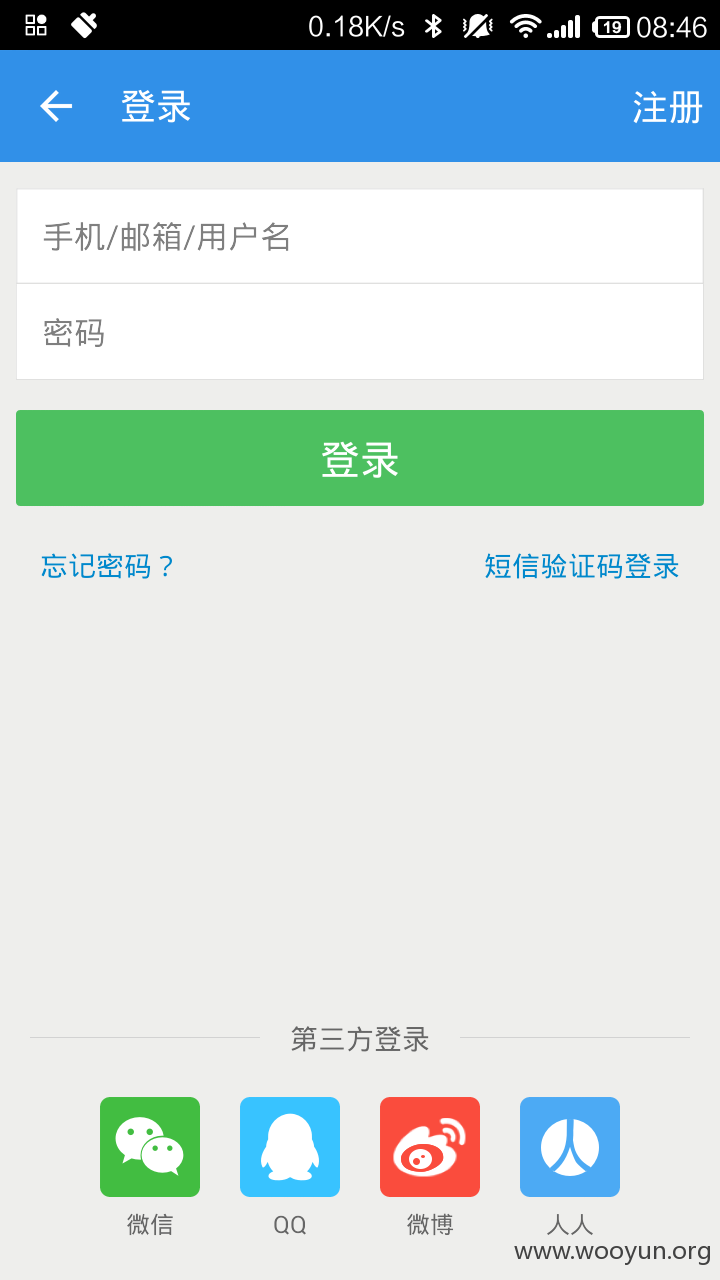 0.18K/s 19 08:46
登录 注册
手机/邮箱/用户名
密码
登录
忘记密码？ 短信验证码登录
第三方登录
微信 QQ 微博 人人
www.wooyun.org